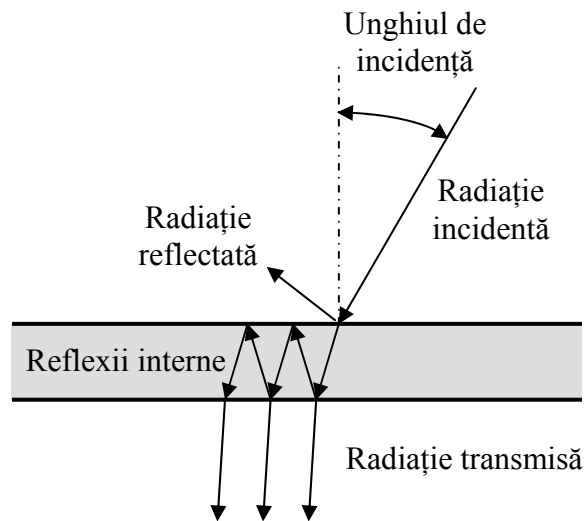 Unghiul de
incidență
Radiație
incidentă
Radiație
reflectată
Reflexii interne
Radiație transmisă